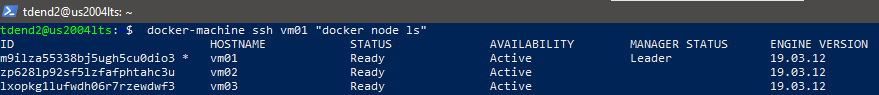 tdend2@us2004lts: ~
tdend2@us2004lts:~$ docker-machine ssh vm01 "docker node ls"
ID HOSTNAME STATUS AVAILABILITY MANAGER STATUS ENGINE VERSION
m9ilza55338bj5ugh5cu0dio3 * vm01 Ready Active Leader 19.03.12
zp628lp92sf5lzfafphtahc3u vm02 Ready Active 19.03.12
lxopkg1lufwdh06r7rzewdwf3 vm03 Ready Active 19.03.12